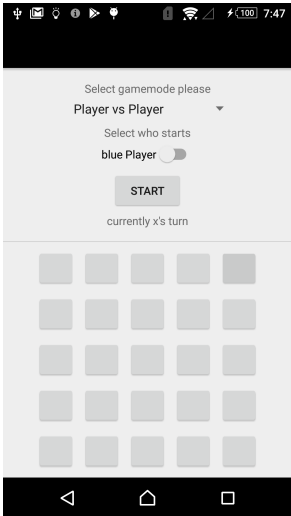 100 7:47
Select gamemode please
Player vs Player
Select who starts
blue Player
START
currently x's turn